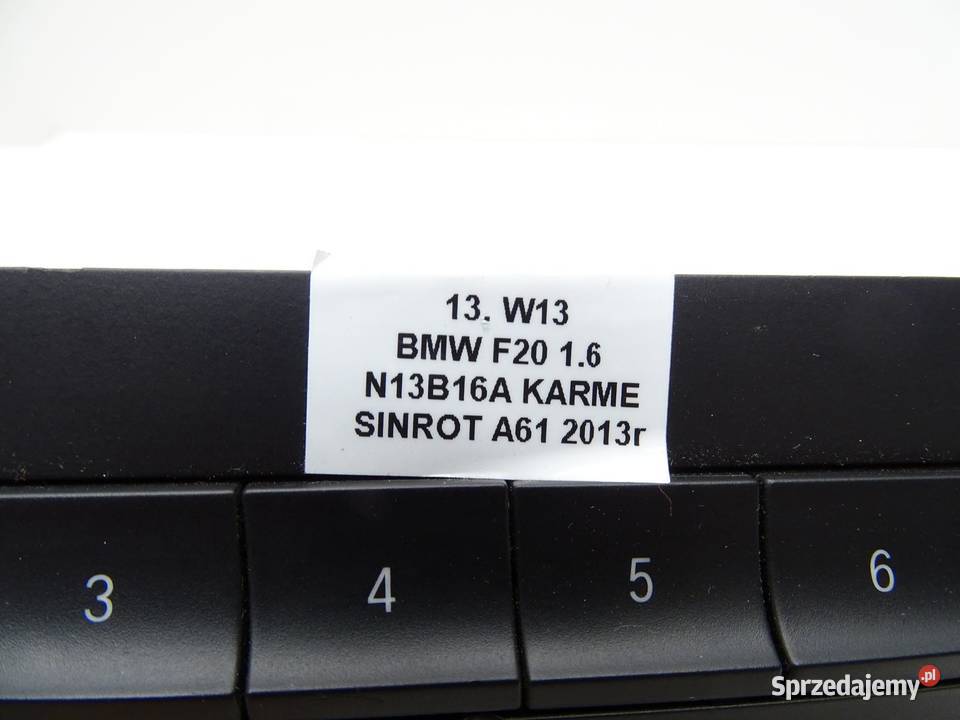 13. W13
BMW F20 1.6
N13B16A KARME
SINROT A61 2013r
3 4 5 6
Sprzedajemy.pl